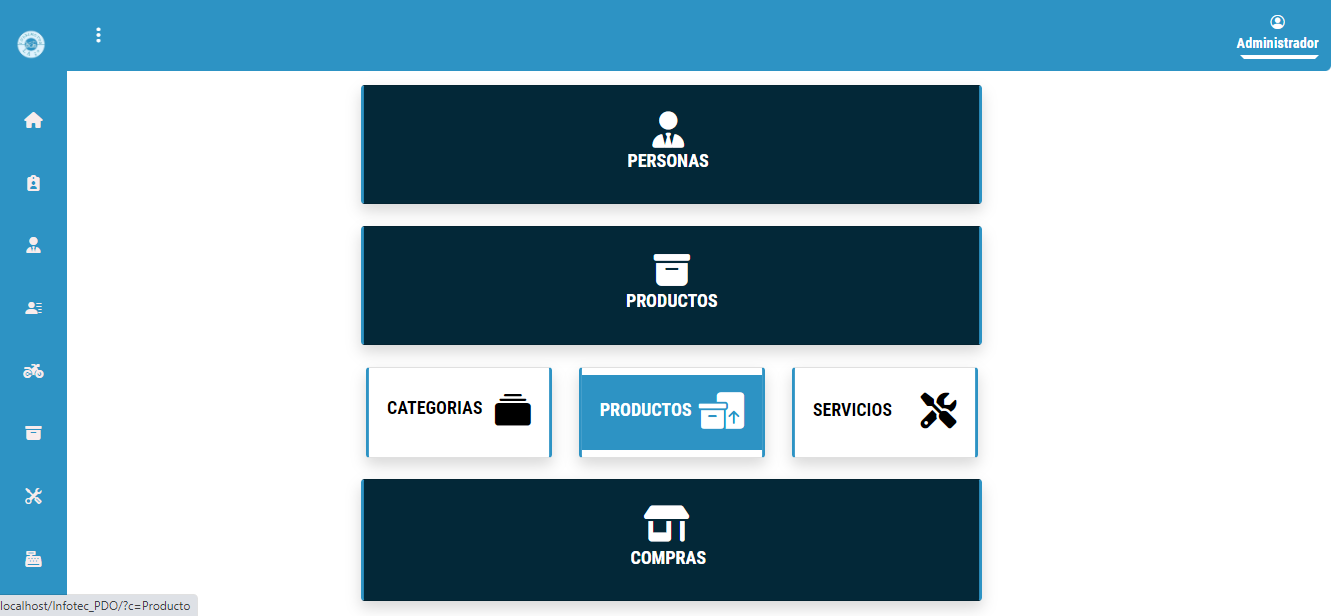 Administrador
PERSONAS
PRODUCTOS
CATEGORIAS
PRODUCTOS
SERVICIOS
COMPRAS
localhost/Infotec_PDO/?c=Producto